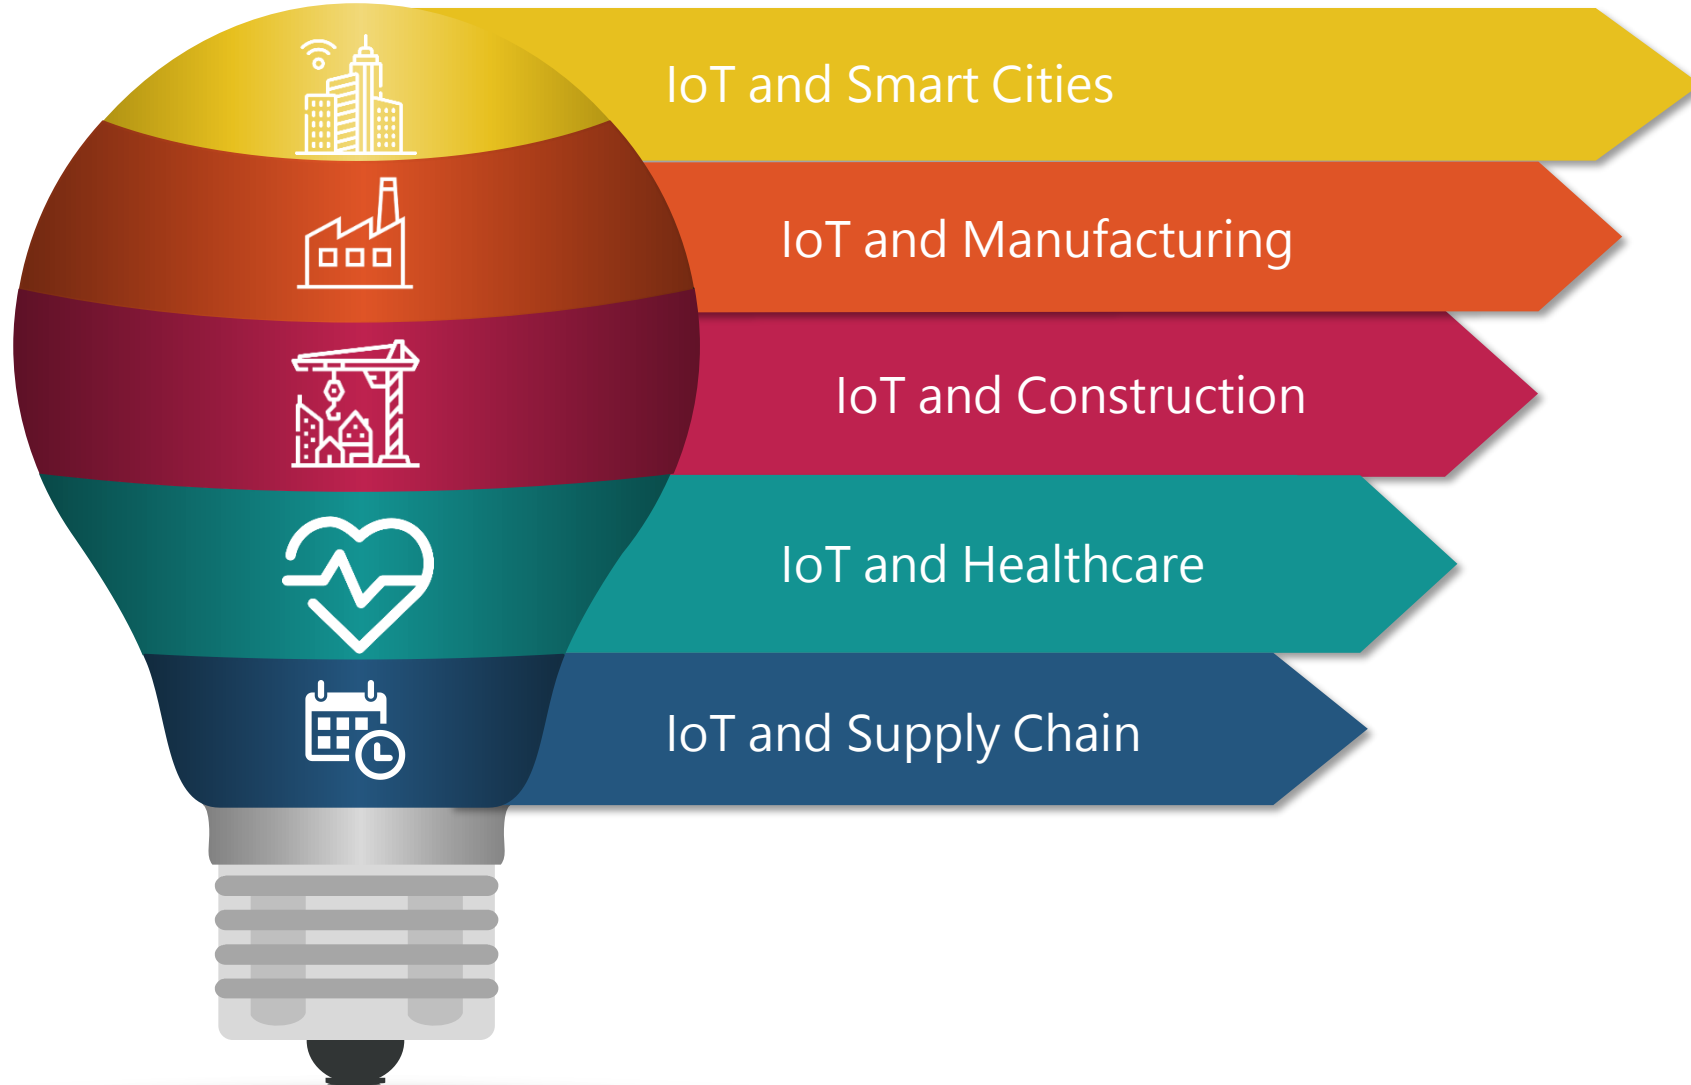 IoT and Smart Cities
IoT and Manufacturing
IoT and Construction
IoT and Healthcare
IoT and Supply Chain